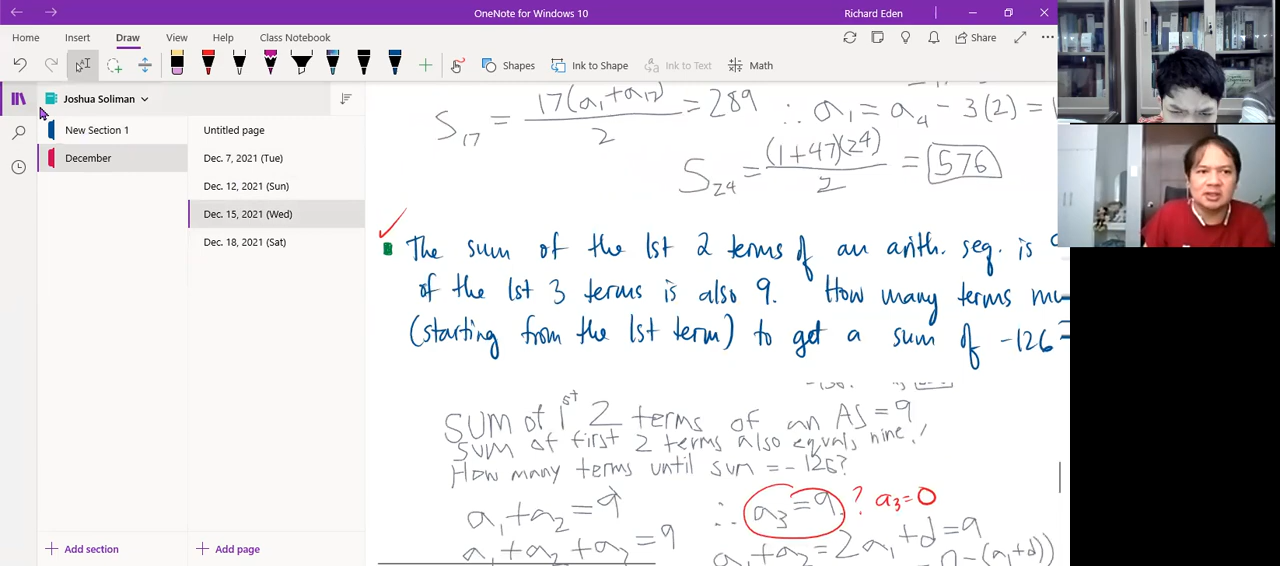 OneNote for Windows 10
Richard Eden
Home Insert Draw View Help Class Notebook
Share
Shapes Ink to Shape Ink to Text Math
Joshua Soliman
New Section 1
December
Untitled page
Dec. 7, 2021 (Tue)
Dec. 12, 2021 (Sun)
Dec. 15, 2021 (Wed)
Dec. 18, 2021 (Sat)
Add section
Add page
S17 = 17(a1+a17)/2 = 289 ∴ a1 = a4 - 3(2) =
S24 = (1+47)(24)/2 = 576
The sum of the 1st 2 terms of an arith. seq. is
of the 1st 3 terms is also 9. How many terms
(starting from the 1st term) to get a sum of -126
SUM of 1st 2 terms of an AS = 9
SUM of first 2 terms also equals nine!
How many terms until sum = -126?
a1 + a2 = 9 ∴ a3 = 9. ? a3 = 0
a1 + a2 + a3 = 9 a1 + a2 = 2a1 + d = 9